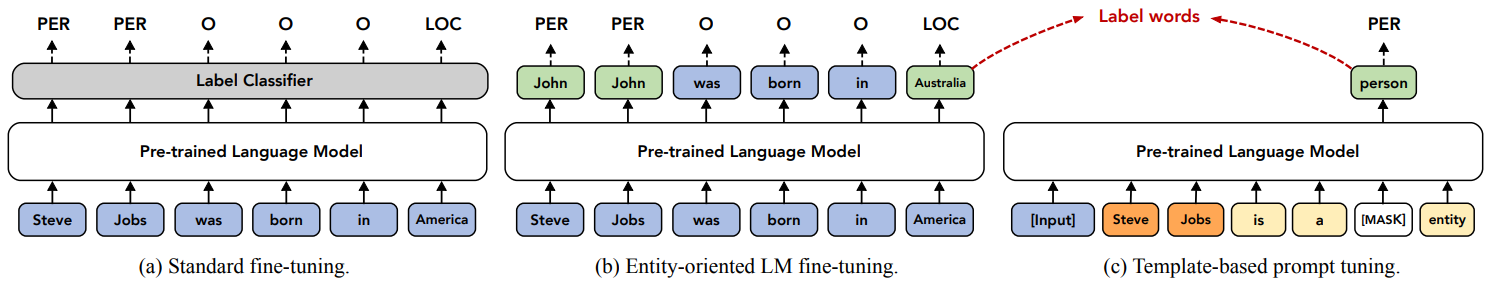 PER PER O O O LOC
Label Classifier
Pre-trained Language Model
Steve Jobs was born in America
(a) Standard fine-tuning.
PER PER O O O LOC
John John was born in Australia
Pre-trained Language Model
Steve Jobs was born in America
(b) Entity-oriented LM fine-tuning.
Label words
PER
person
Pre-trained Language Model
[Input] Steve Jobs is a [MASK] entity
(c) Template-based prompt tuning.